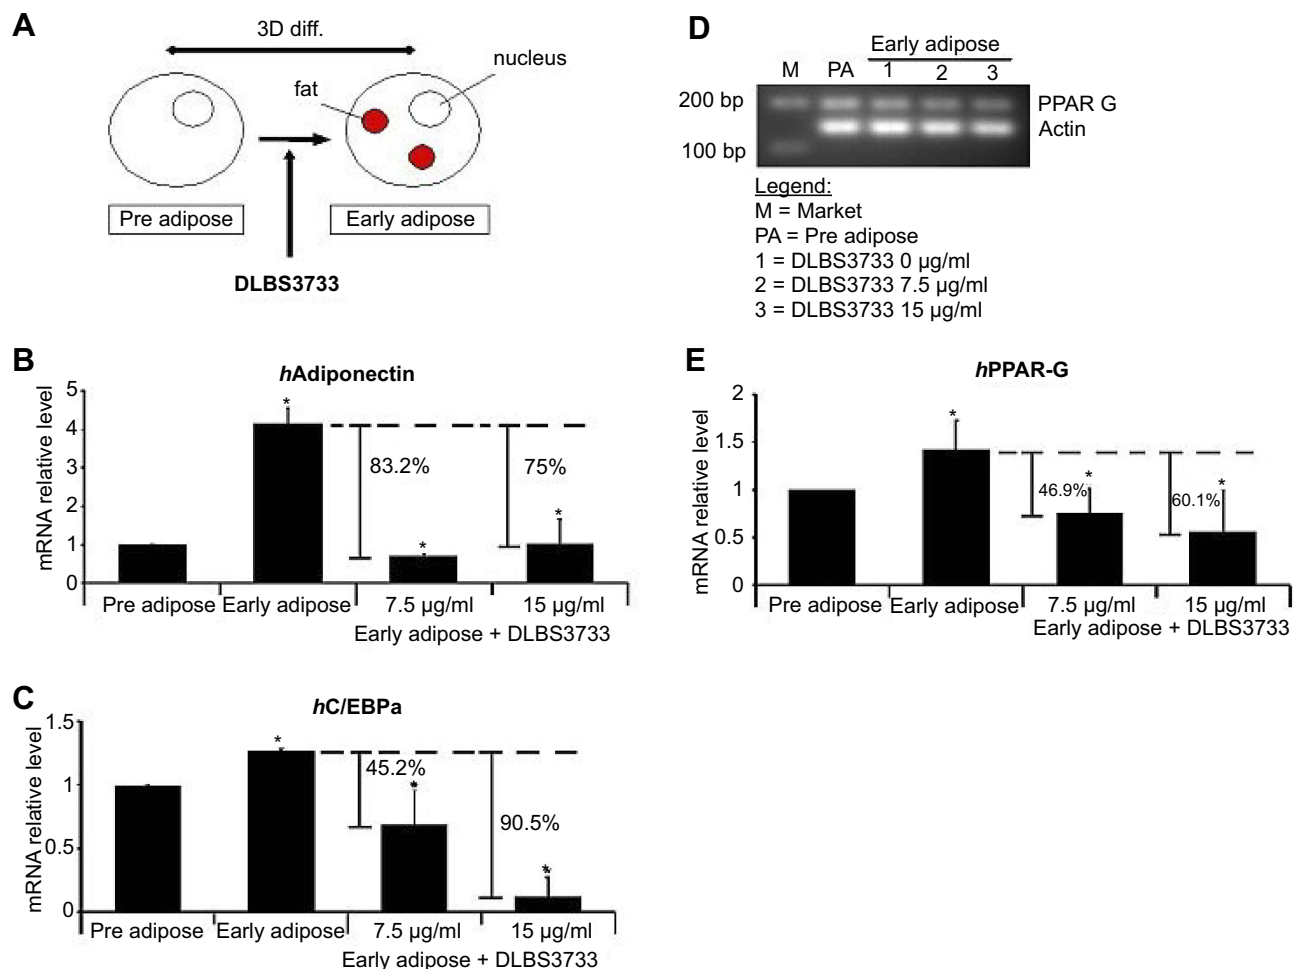 A
3D diff.
nucleus
fat
Pre adipose
Early adipose
DLBS3733
D
Early adipose
M PA 1 2 3
200 bp
PPAR G
Actin
100 bp
Legend:
M = Market
PA = Pre adipose
1 = DLBS3733 0 µg/ml
2 = DLBS3733 7.5 µg/ml
3 = DLBS3733 15 µg/ml
B
hAdiponectin
mRNA relative level
5
4
3
2
1
0
*
83.2%
75%
*
*
Pre adipose Early adipose 7.5 µg/ml 15 µg/ml
Early adipose + DLBS3733
E
hPPAR-G
mRNA relative level
2
1.5
1
0.5
0
*
46.9%
*
60.1%
*
Pre adipose Early adipose 7.5 µg/ml 15 µg/ml
Early adipose + DLBS3733
C
hC/EBPa
mRNA relative level
1.5
1
0.5
0
*
45.2%
*
90.5%
*
Pre adipose Early adipose 7.5 µg/ml 15 µg/ml
Early adipose + DLBS3733